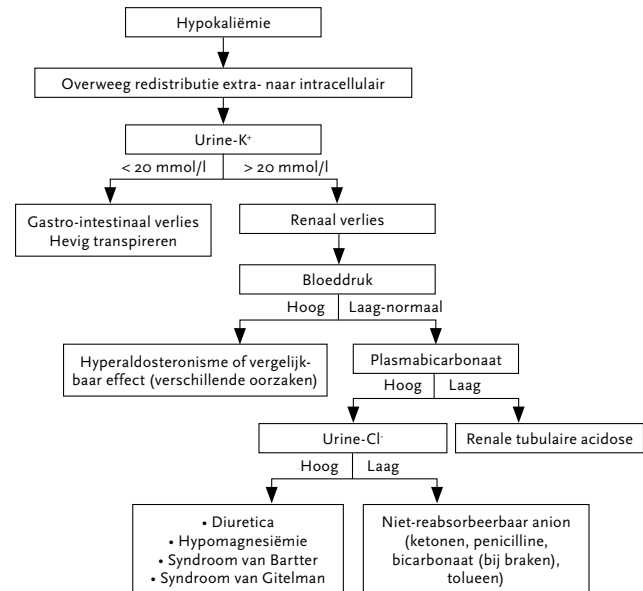 Hypokaliëmie
Overweeg redistributie extra- naar intracellulair
Urine-K⁺
< 20 mmol/l > 20 mmol/l
Gastro-intestinaal verlies
Hevig transpireren
Renaal verlies
Bloeddruk
Hoog Laag-normaal
Hyperaldosteronisme of vergelijk-
baar effect (verschillende oorzaken)
Plasmabicarbonaat
Hoog Laag
Urine-Cl⁻
Renale tubulaire acidose
Hoog Laag
• Diuretica
• Hypomagnesiëmie
• Syndroom van Bartter
• Syndroom van Gitelman
Niet-reabsorbeerbaar anion
(ketonen, penicilline,
bicarbonaat (bij braken),
tolueen)